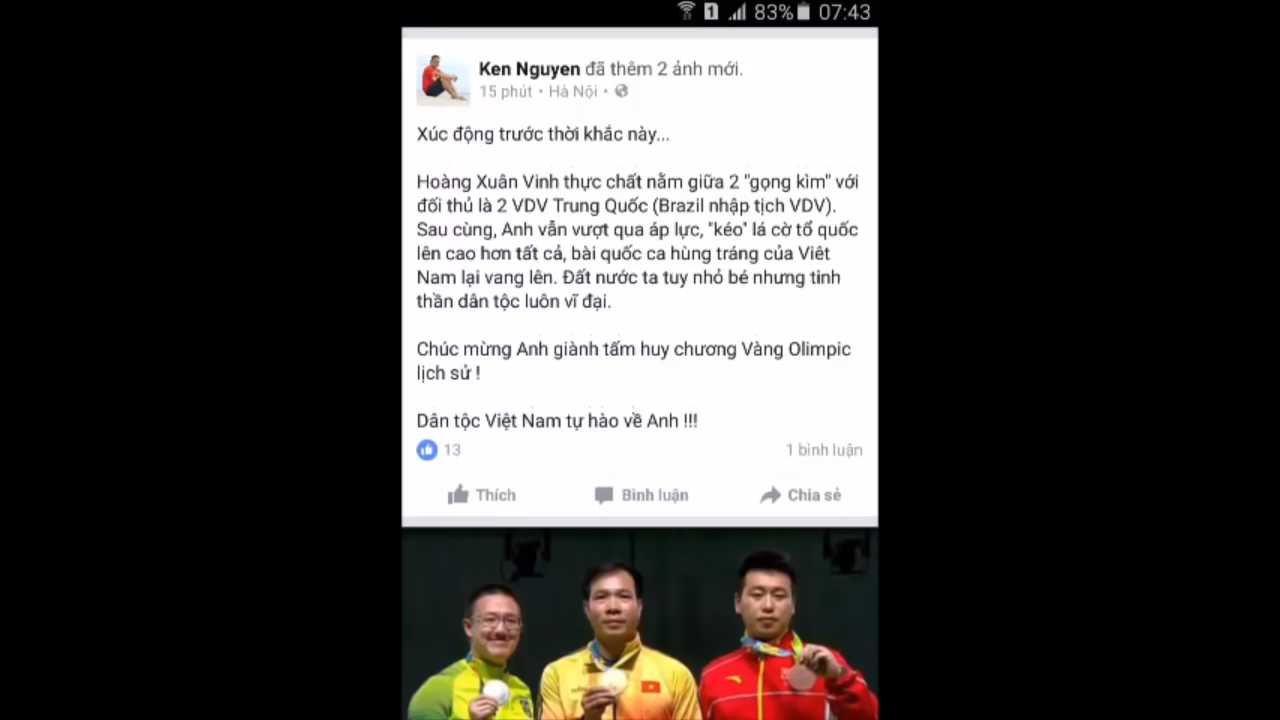 83% 07:43
Ken Nguyen đã thêm 2 ảnh mới.
15 phút • Hà Nội •
Xúc động trước thời khắc này...
Hoàng Xuân Vinh thực chất nằm giữa 2 "gọng kìm" với
đối thủ là 2 VDV Trung Quốc (Brazil nhập tịch VDV).
Sau cùng, Anh vẫn vượt qua áp lực, "kéo" lá cờ tổ quốc
lên cao hơn tất cả, bài quốc ca hùng tráng của Viêt
Nam lại vang lên. Đất nước ta tuy nhỏ bé nhưng tinh
thần dân tộc luôn vĩ đại.
Chúc mừng Anh giành tấm huy chương Vàng Olimpic
lịch sử !
Dân tộc Việt Nam tự hào về Anh !!!
13 1 bình luận
Thích Bình luận Chia sẻ